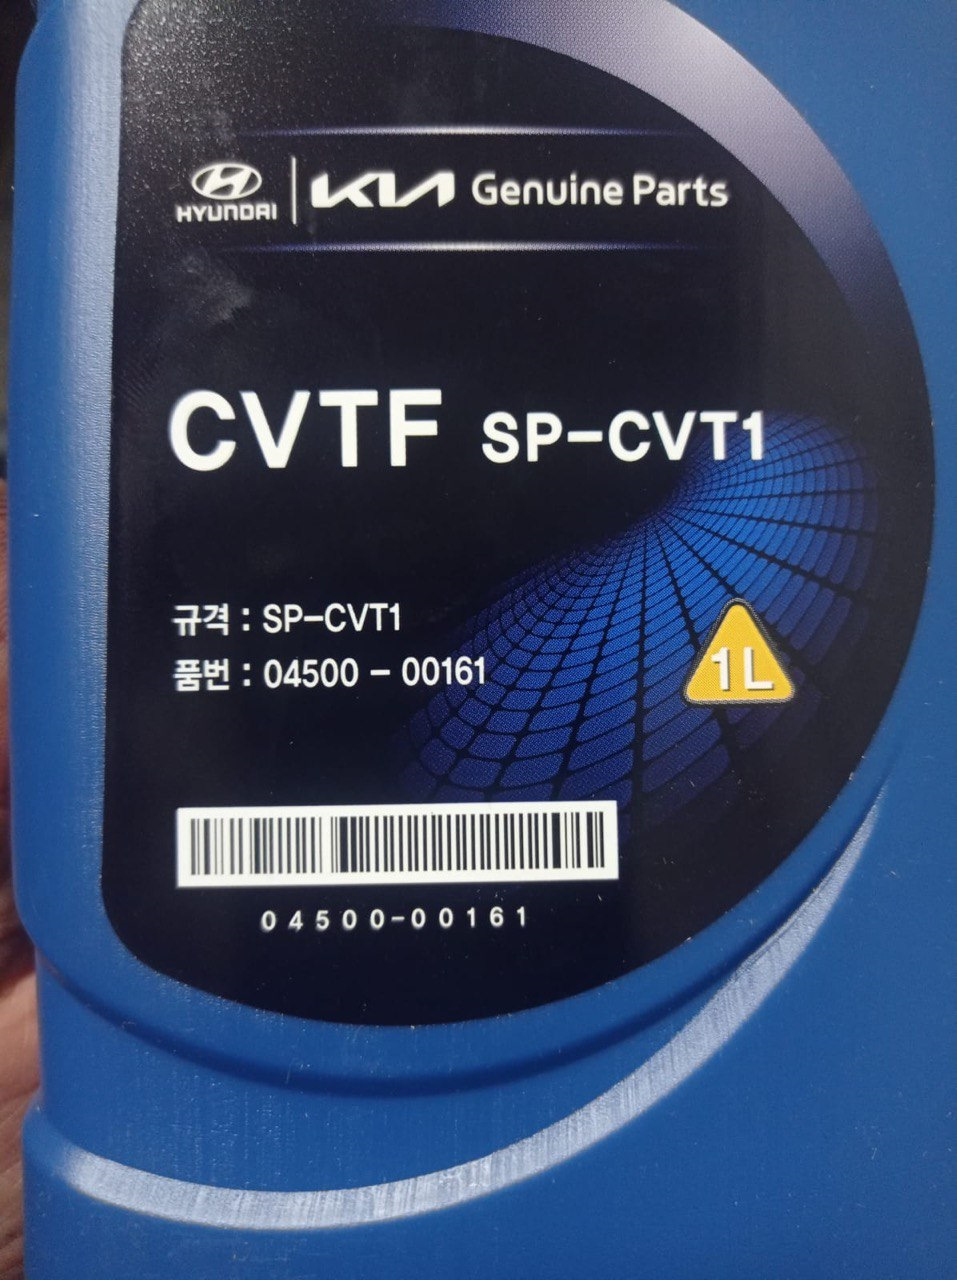 HYUNDAI | KIA Genuine Parts
CVTF SP-CVT1
규격 : SP-CVT1
품번 : 04500 - 00161
1L
04500-00161